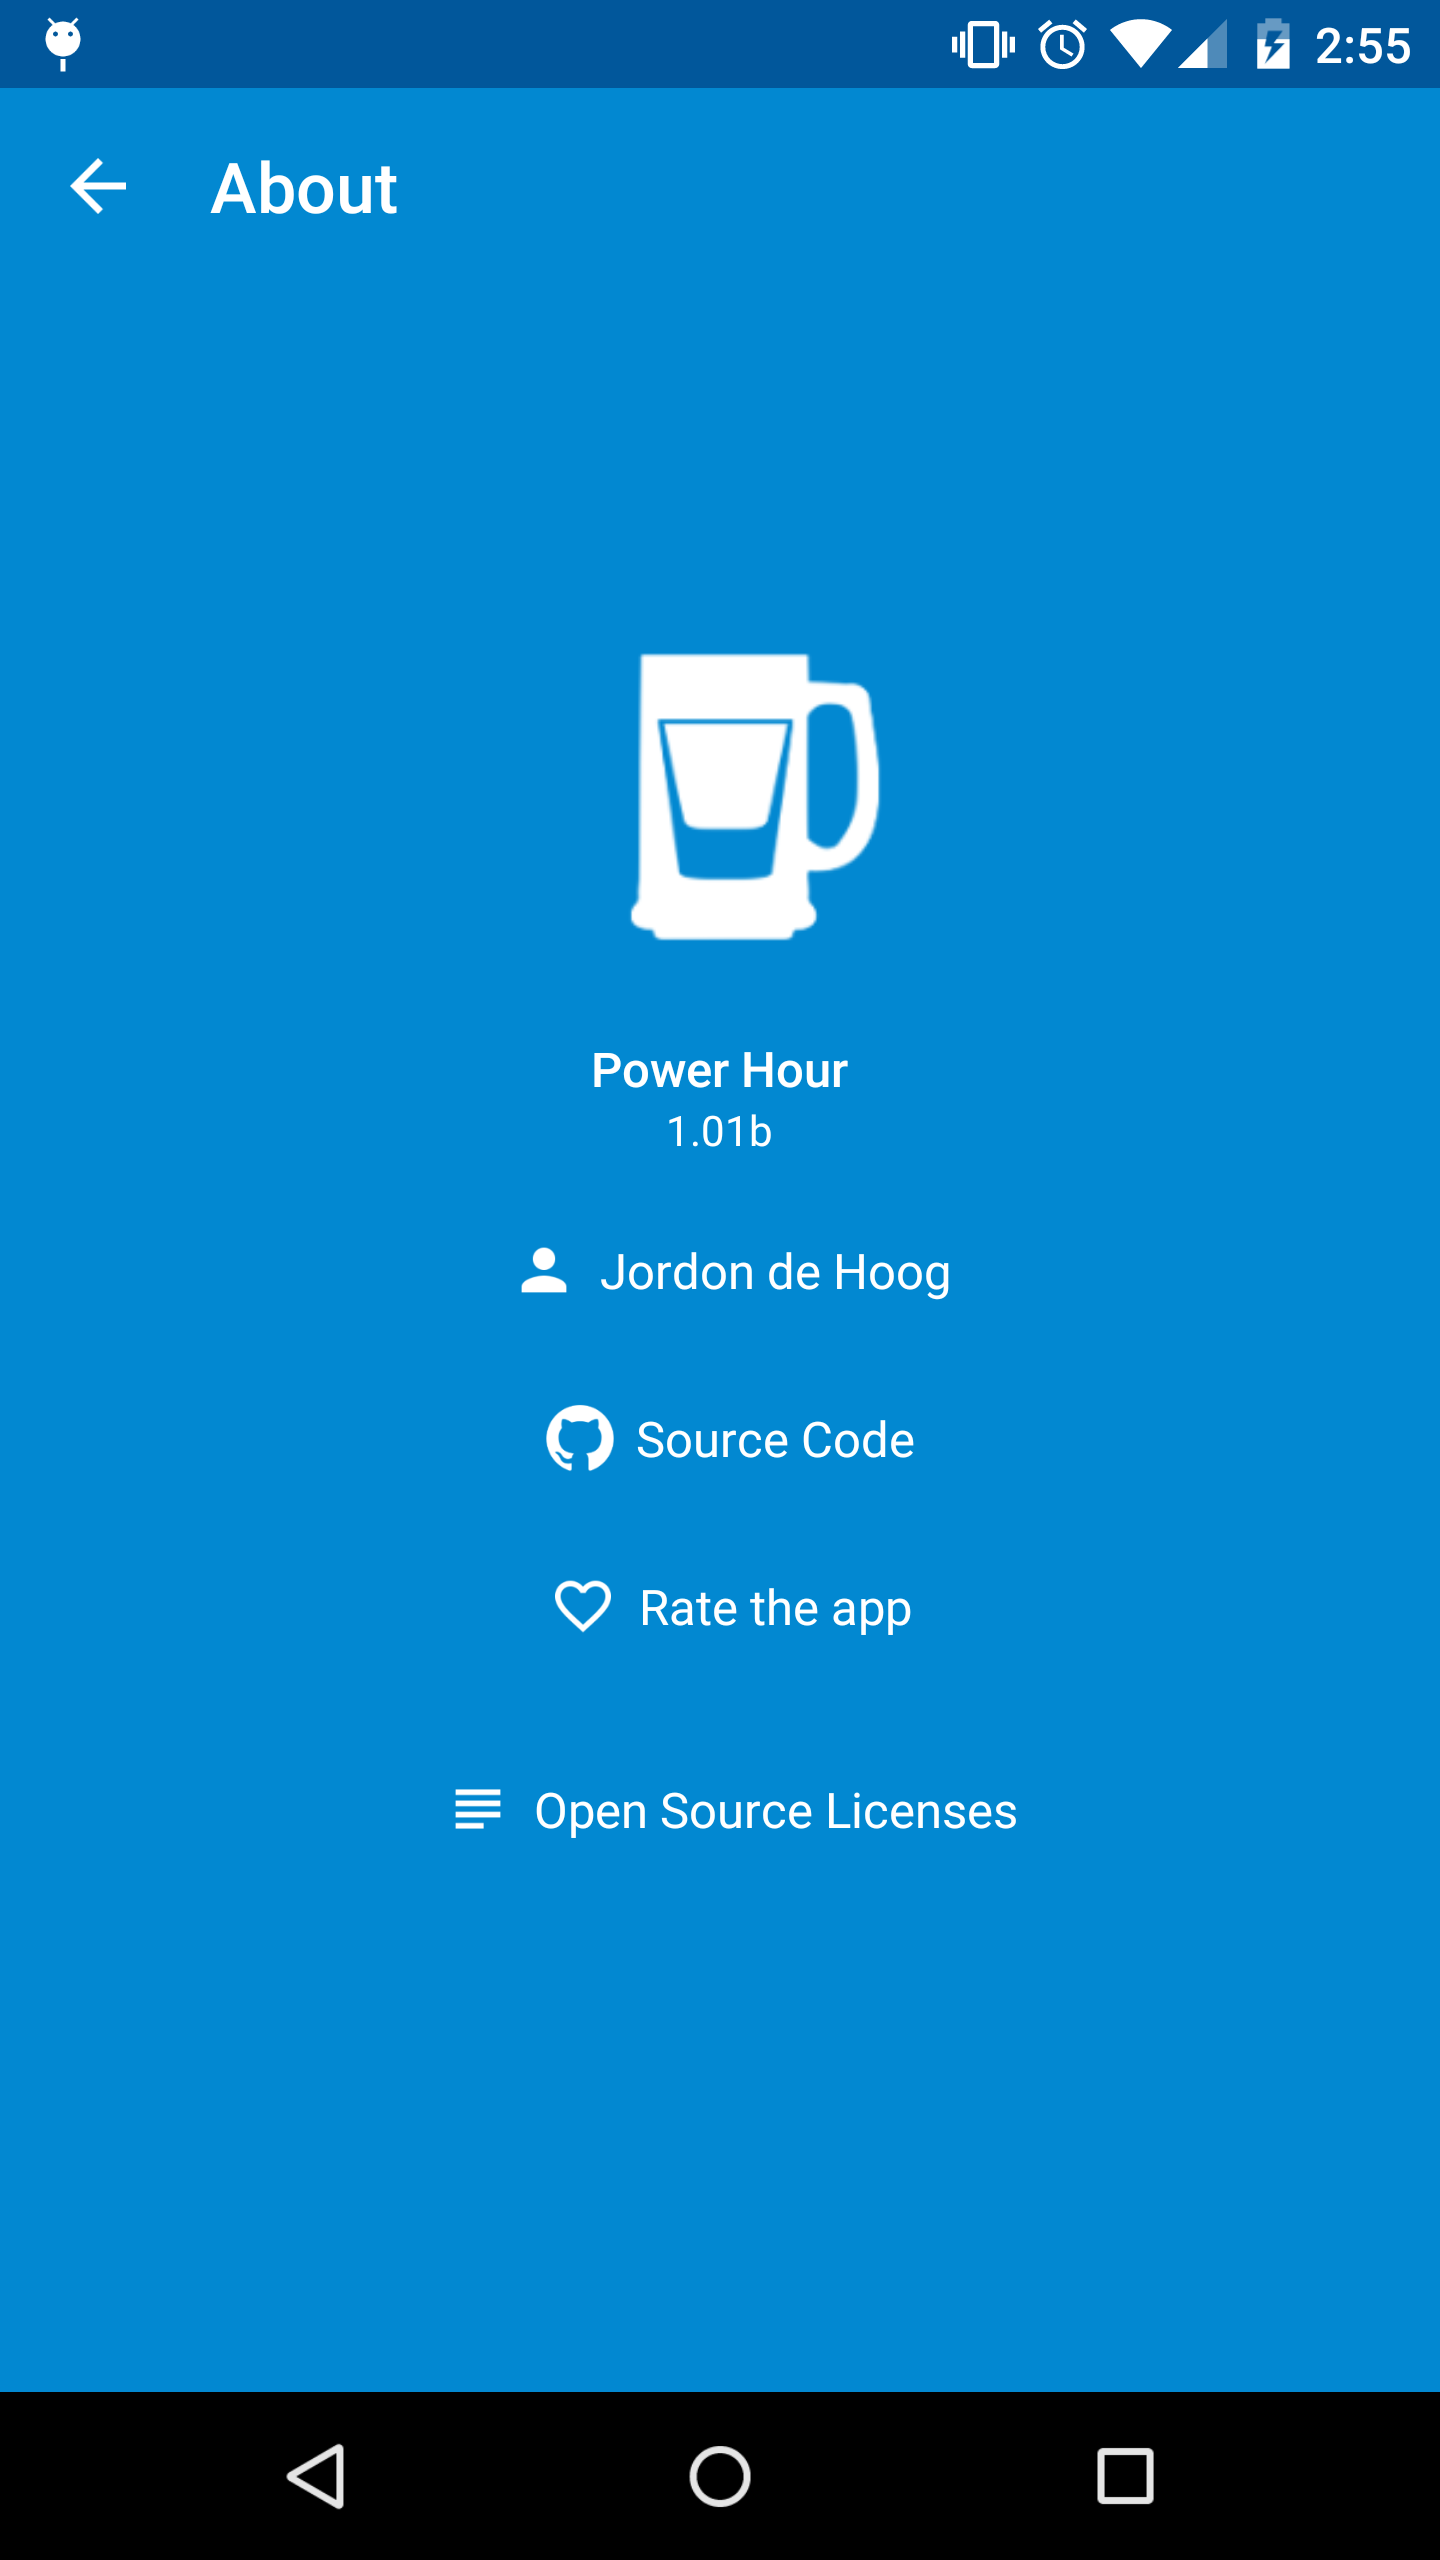 2:55
About
Power Hour
1.01b
Jordon de Hoog
Source Code
Rate the app
Open Source Licenses